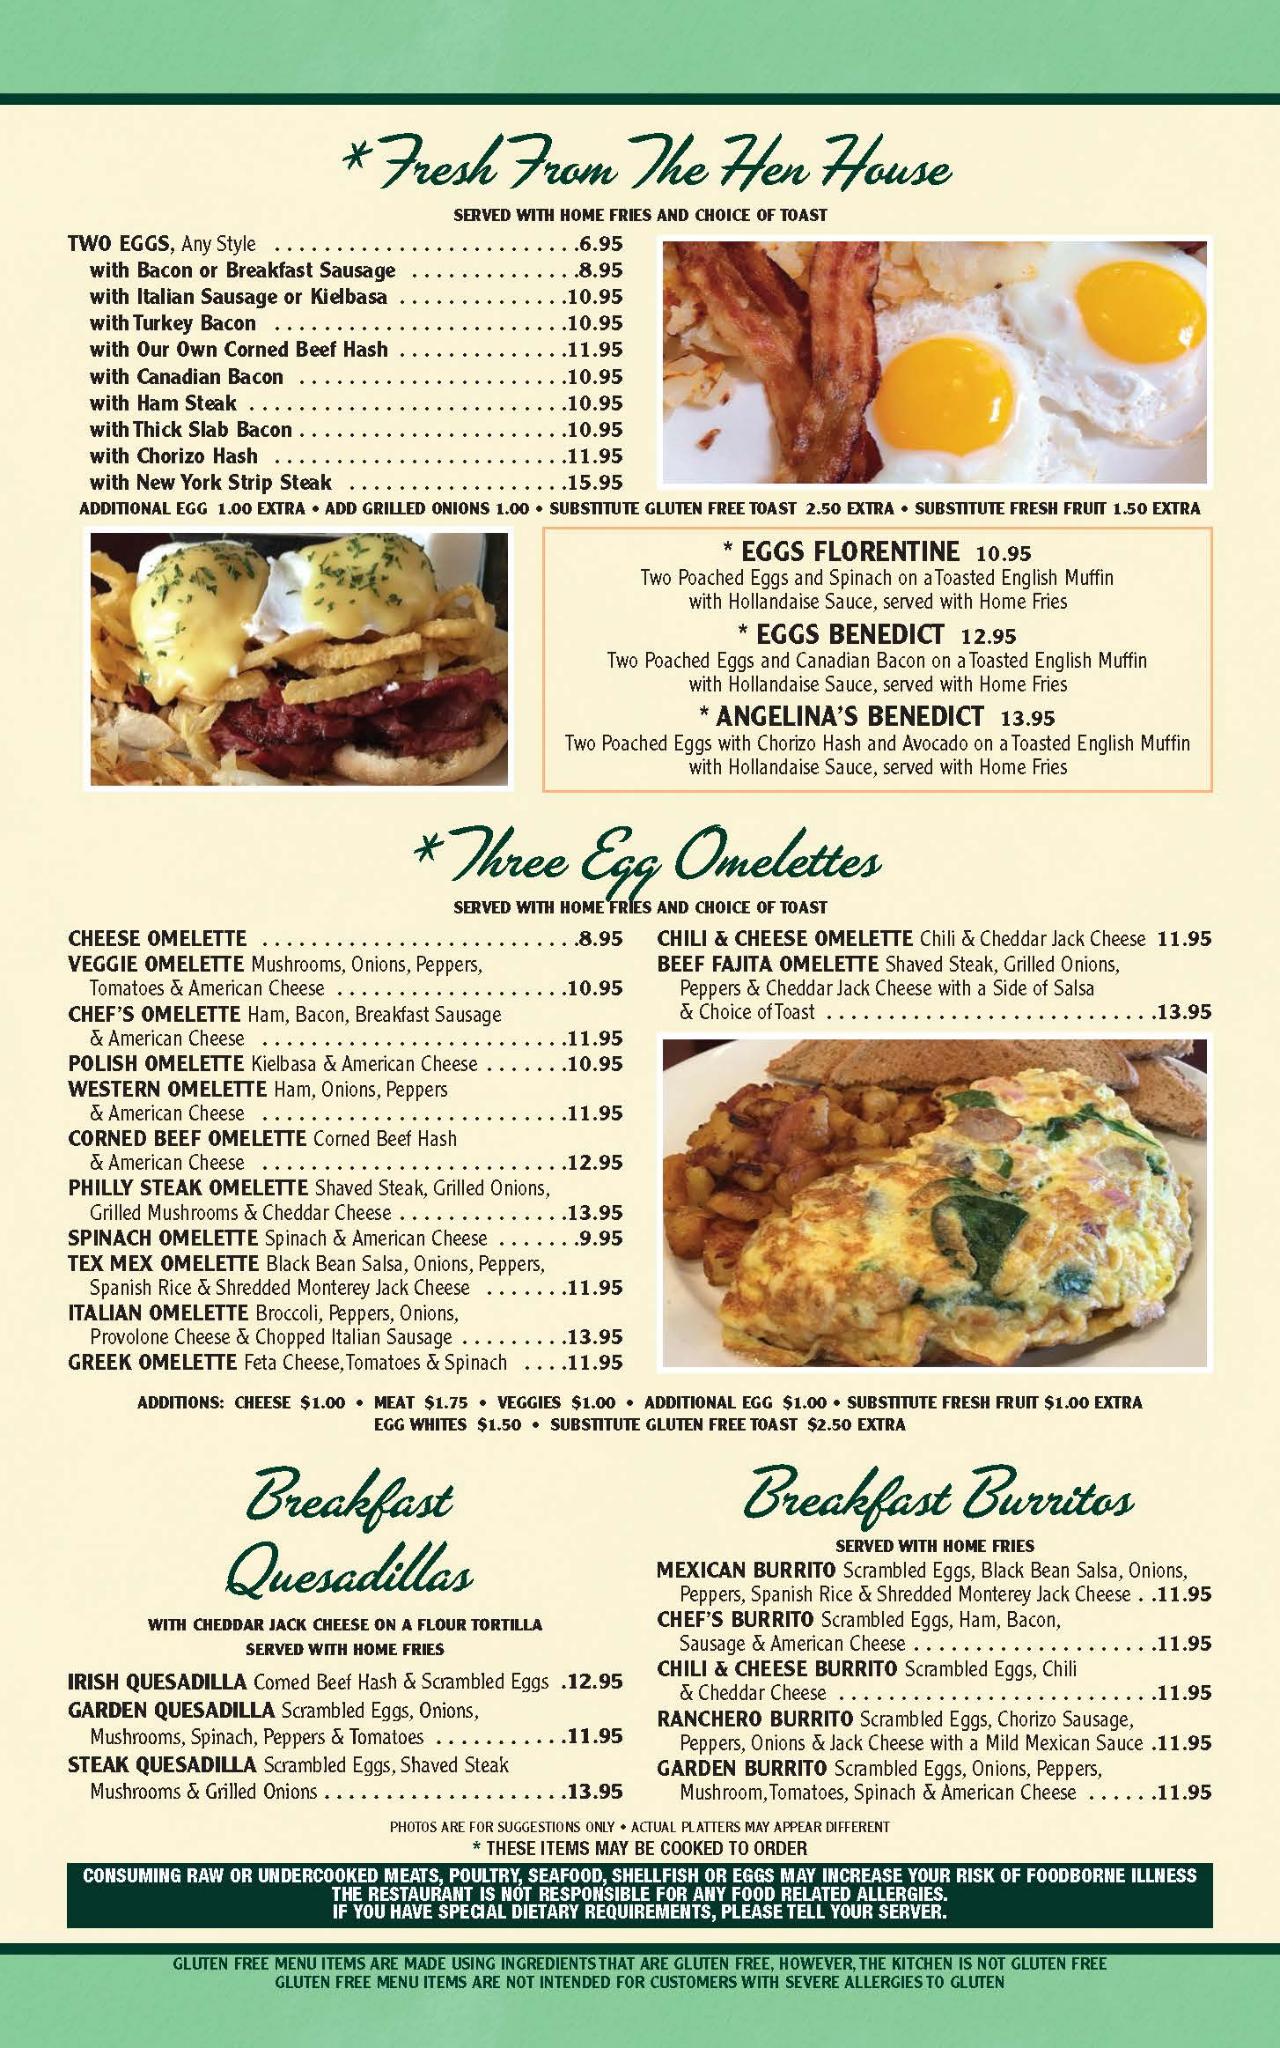 *Fresh From The Hen House
SERVED WITH HOME FRIES AND CHOICE OF TOAST
TWO EGGS, Any Style .........................6.95
with Bacon or Breakfast Sausage ..............8.95
with Italian Sausage or Kielbasa ..............10.95
with Turkey Bacon ........................10.95
with Our Own Corned Beef Hash ..............11.95
with Canadian Bacon ......................10.95
with Ham Steak ..........................10.95
with Thick Slab Bacon......................10.95
with Chorizo Hash ........................11.95
with New York Strip Steak ..................15.95
ADDITIONAL EGG 1.00 EXTRA • ADD GRILLED ONIONS 1.00 • SUBSTITUTE GLUTEN FREE TOAST 2.50 EXTRA • SUBSTITUTE FRESH FRUIT 1.50 EXTRA
* EGGS FLORENTINE 10.95
Two Poached Eggs and Spinach on a Toasted English Muffin
with Hollandaise Sauce, served with Home Fries
* EGGS BENEDICT 12.95
Two Poached Eggs and Canadian Bacon on a Toasted English Muffin
with Hollandaise Sauce, served with Home Fries
* ANGELINA'S BENEDICT 13.95
Two Poached Eggs with Chorizo Hash and Avocado on a Toasted English Muffin
with Hollandaise Sauce, served with Home Fries
*Three Egg Omelettes
SERVED WITH HOME FRIES AND CHOICE OF TOAST
CHEESE OMELETTE ..........................8.95
VEGGIE OMELETTE Mushrooms, Onions, Peppers,
Tomatoes & American Cheese ...................10.95
CHEF'S OMELETTE Ham, Bacon, Breakfast Sausage
& American Cheese .........................11.95
POLISH OMELETTE Kielbasa & American Cheese .......10.95
WESTERN OMELETTE Ham, Onions, Peppers
& American Cheese .........................11.95
CORNED BEEF OMELETTE Corned Beef Hash
& American Cheese .........................12.95
PHILLY STEAK OMELETTE Shaved Steak, Grilled Onions,
Grilled Mushrooms & Cheddar Cheese ..............13.95
SPINACH OMELETTE Spinach & American Cheese .......9.95
TEX MEX OMELETTE Black Bean Salsa, Onions, Peppers,
Spanish Rice & Shredded Monterey Jack Cheese .......11.95
ITALIAN OMELETTE Broccoli, Peppers, Onions,
Provolone Cheese & Chopped Italian Sausage .........13.95
GREEK OMELETTE Feta Cheese, Tomatoes & Spinach ....11.95
CHILI & CHEESE OMELETTE Chili & Cheddar Jack Cheese 11.95
BEEF FAJITA OMELETTE Shaved Steak, Grilled Onions,
Peppers & Cheddar Jack Cheese with a Side of Salsa
& Choice of Toast ...........................13.95
ADDITIONS: CHEESE $1.00 • MEAT $1.75 • VEGGIES $1.00 • ADDITIONAL EGG $1.00 • SUBSTITUTE FRESH FRUIT $1.00 EXTRA
EGG WHITES $1.50 • SUBSTITUTE GLUTEN FREE TOAST $2.50 EXTRA
Breakfast
Quesadillas
WITH CHEDDAR JACK CHEESE ON A FLOUR TORTILLA
SERVED WITH HOME FRIES
IRISH QUESADILLA Corned Beef Hash & Scrambled Eggs .12.95
GARDEN QUESADILLA Scrambled Eggs, Onions,
Mushrooms, Spinach, Peppers & Tomatoes ...........11.95
STEAK QUESADILLA Scrambled Eggs, Shaved Steak
Mushrooms & Grilled Onions ....................13.95
Breakfast Burritos
SERVED WITH HOME FRIES
MEXICAN BURRITO Scrambled Eggs, Black Bean Salsa, Onions,
Peppers, Spanish Rice & Shredded Monterey Jack Cheese ..11.95
CHEF'S BURRITO Scrambled Eggs, Ham, Bacon,
Sausage & American Cheese ....................11.95
CHILI & CHEESE BURRITO Scrambled Eggs, Chili
& Cheddar Cheese ..........................11.95
RANCHERO BURRITO Scrambled Eggs, Chorizo Sausage,
Peppers, Onions & Jack Cheese with a Mild Mexican Sauce .11.95
GARDEN BURRITO Scrambled Eggs, Onions, Peppers,
Mushroom, Tomatoes, Spinach & American Cheese ......11.95
PHOTOS ARE FOR SUGGESTIONS ONLY • ACTUAL PLATTERS MAY APPEAR DIFFERENT
* THESE ITEMS MAY BE COOKED TO ORDER
CONSUMING RAW OR UNDERCOOKED MEATS, POULTRY, SEAFOOD, SHELLFISH OR EGGS MAY INCREASE YOUR RISK OF FOODBORNE ILLNESS
THE RESTAURANT IS NOT RESPONSIBLE FOR ANY FOOD RELATED ALLERGIES.
IF YOU HAVE SPECIAL DIETARY REQUIREMENTS, PLEASE TELL YOUR SERVER.
GLUTEN FREE MENU ITEMS ARE MADE USING INGREDIENTS THAT ARE GLUTEN FREE, HOWEVER, THE KITCHEN IS NOT GLUTEN FREE
GLUTEN FREE MENU ITEMS ARE NOT INTENDED FOR CUSTOMERS WITH SEVERE ALLERGIES TO GLUTEN